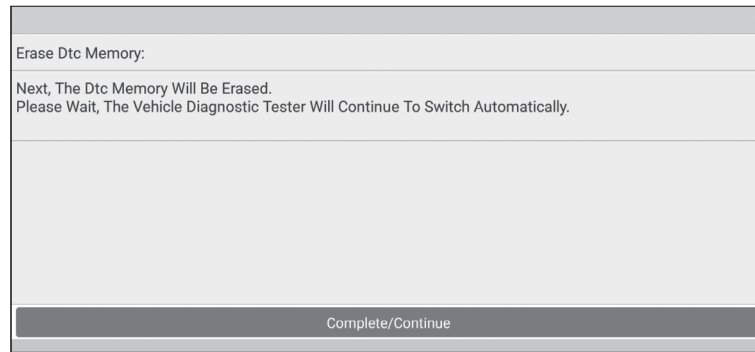 Erase Dtc Memory:
Next, The Dtc Memory Will Be Erased.
Please Wait, The Vehicle Diagnostic Tester Will Continue To Switch Automatically.
Complete/Continue